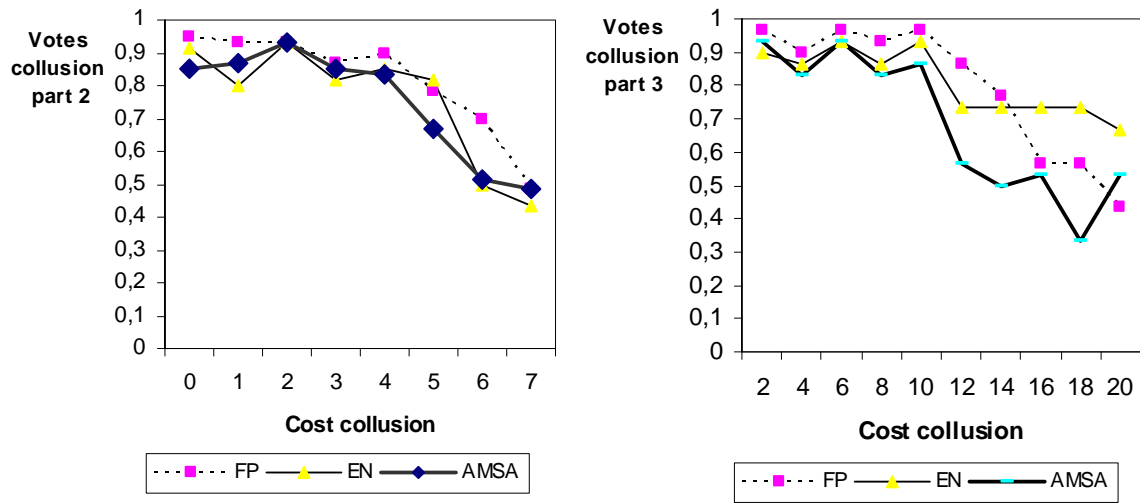 Votes
collusion
part 2
1
0,9
0,8
0,7
0,6
0,5
0,4
0,3
0,2
0,1
0
0 1 2 3 4 5 6 7
Cost collusion
FP EN AMSA
Votes
collusion
part 3
1
0,9
0,8
0,7
0,6
0,5
0,4
0,3
0,2
0,1
0
2 4 6 8 10 12 14 16 18 20
Cost collusion
FP EN AMSA